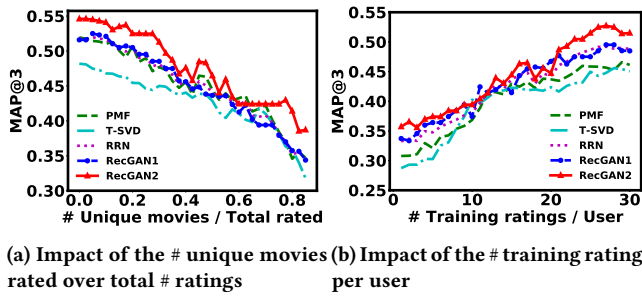 0.55
0.50
0.45
0.40
0.35
0.30
MAP@3
PMF
T-SVD
RRN
RecGAN1
RecGAN2
0.0 0.2 0.4 0.6 0.8
# Unique movies / Total rated
0.55
0.50
0.45
0.40
0.35
0.30
0.25
MAP@3
PMF
T-SVD
RRN
RecGAN1
RecGAN2
0 10 20 30
# Training ratings / User
(a) Impact of the # unique movies
rated over total # ratings
(b) Impact of the # training rating
per user